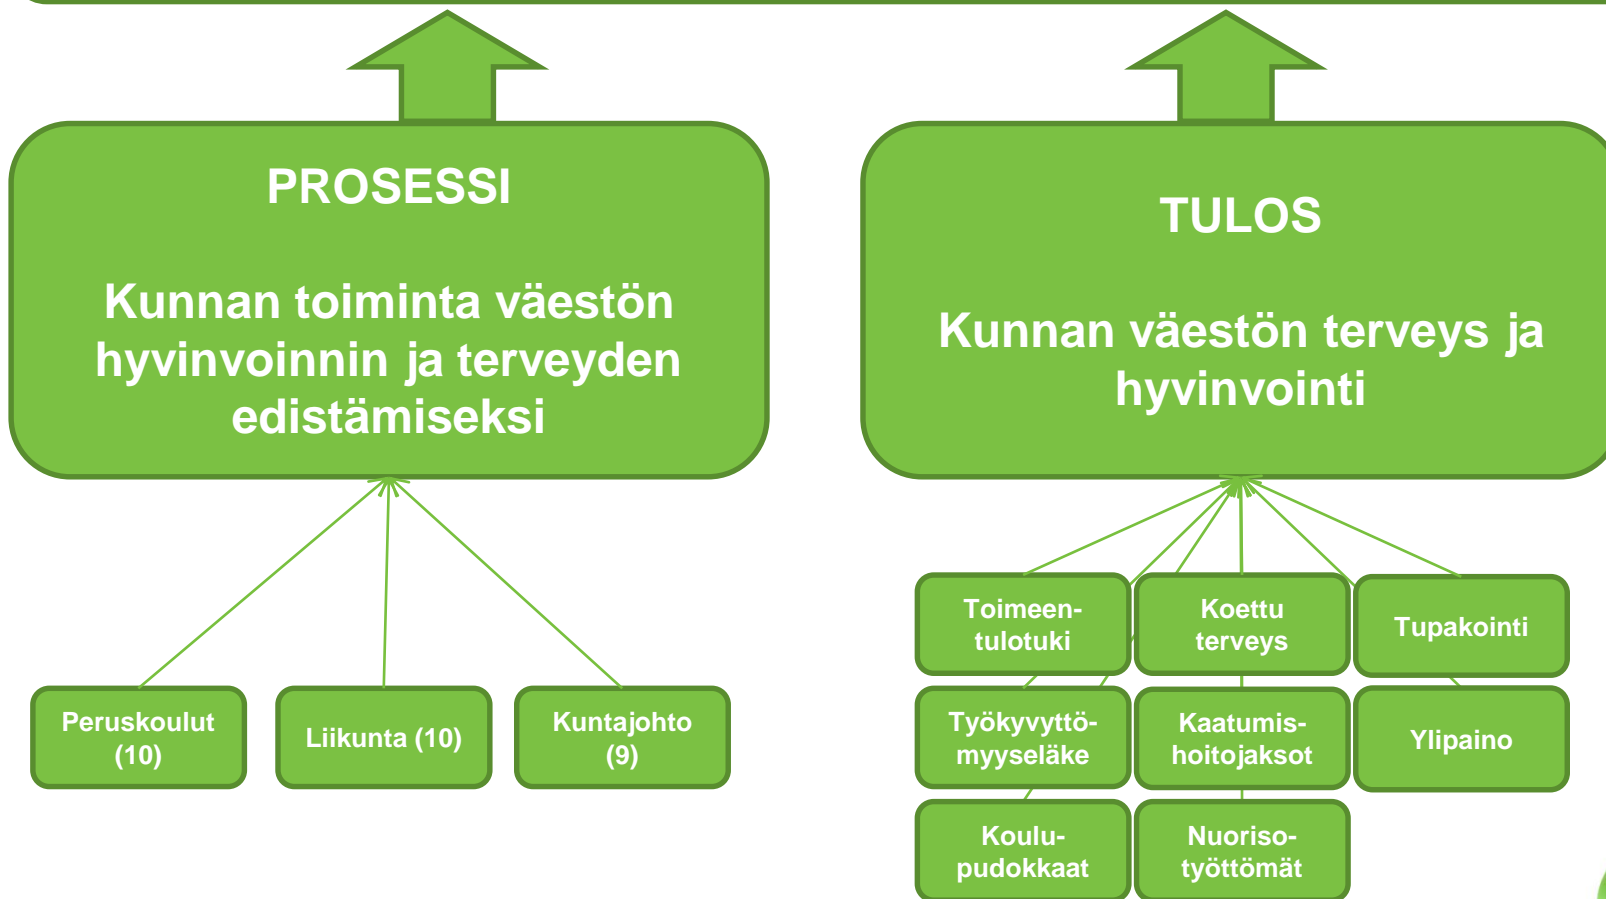 PROSESSI
Kunnan toiminta väestön
hyvinvoinnin ja terveyden
edistämiseksi
Peruskoulut
(10)
Liikunta (10)
Kuntajohto
(9)
TULOS
Kunnan väestön terveys ja
hyvinvointi
Toimeen-
tulotuki
Koettu
terveys
Tupakointi
Työkyvyttö-
myyseläke
Kaatumis-
hoitojaksot
Ylipaino
Koulu-
pudokkaat
Nuoriso-
työttömät